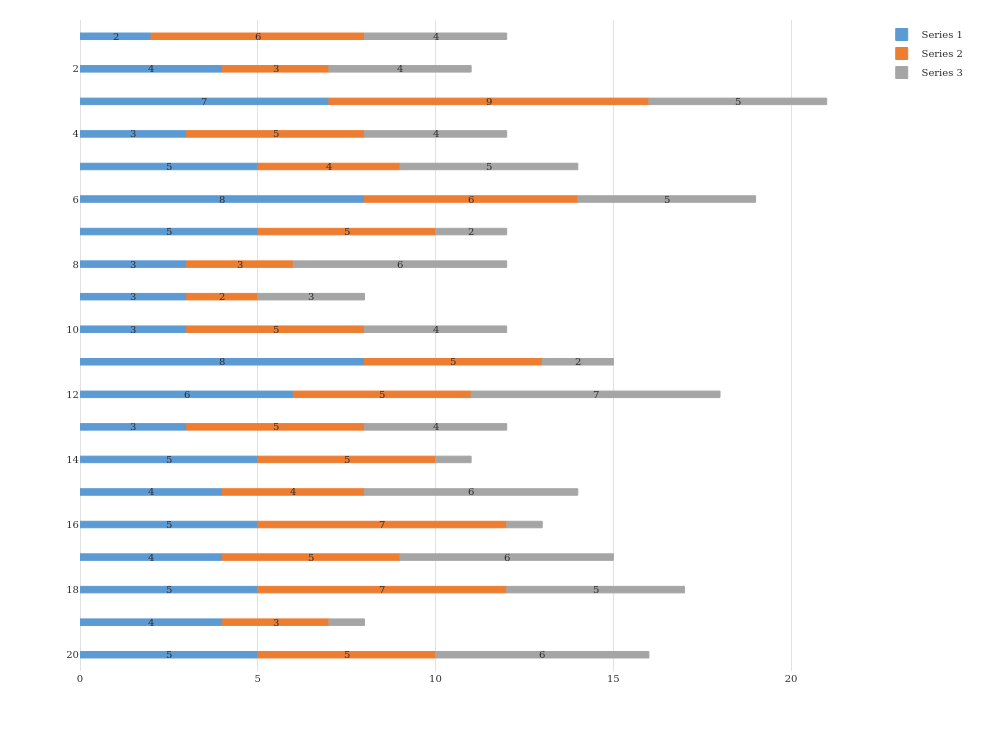 2 6 4
Series 1
Series 2
2 4 3 4
Series 3
7 9 5
4 3 5 4
5 4 5
6 8 6 5
5 5 2
8 3 3 6
3 2 3
10 3 5 4
8 5 2
12 6 5 7
3 5 4
14 5 5
4 4 6
16 5 7
4 5 6
18 5 7 5
4 3
20 5 5 6
0 5 10 15 20